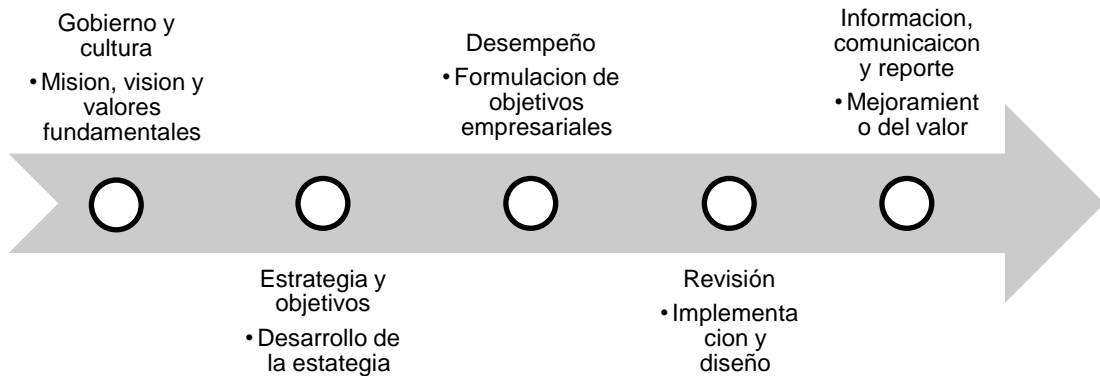 Gobierno y
cultura
• Mision, vision y
valores
fundamentales
Estrategia y
objetivos
• Desarrollo de
la estategia
Desempeño
• Formulacion de
objetivos
empresariales
Revisión
• Implementa
cion y
diseño
Informacion,
comunicaicon
y reporte
• Mejoramient
o del valor